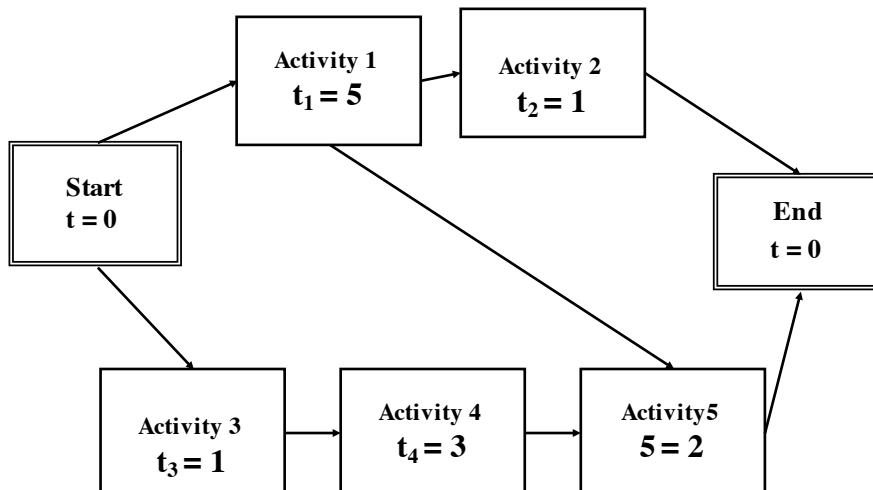 Activity 1
t₁ = 5
Activity 2
t₂ = 1
Start
t = 0
End
t = 0
Activity 3
t₃ = 1
Activity 4
t₄ = 3
Activity5
5 = 2